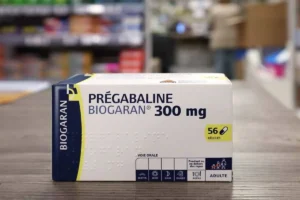 BIOGARAN
PRÉGABALINE
BIOGARAN® 300 mg
56
VOIE ORALE
ADULTE